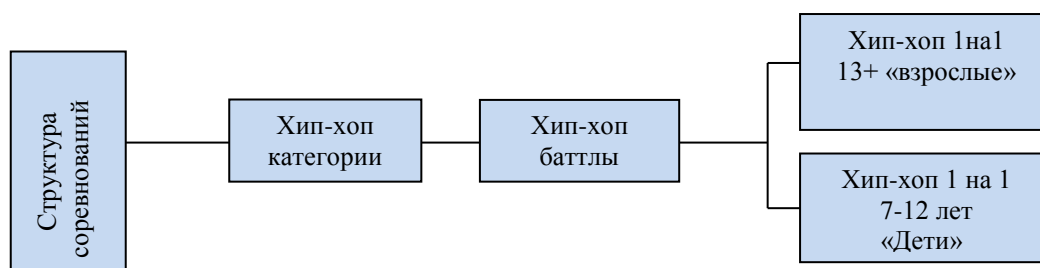 Структура
соревнований
Хип-хоп
категории
Хип-хоп
баттлы
Хип-хоп 1на1
13+ «взрослые»
Хип-хоп 1 на 1
7-12 лет
«Дети»